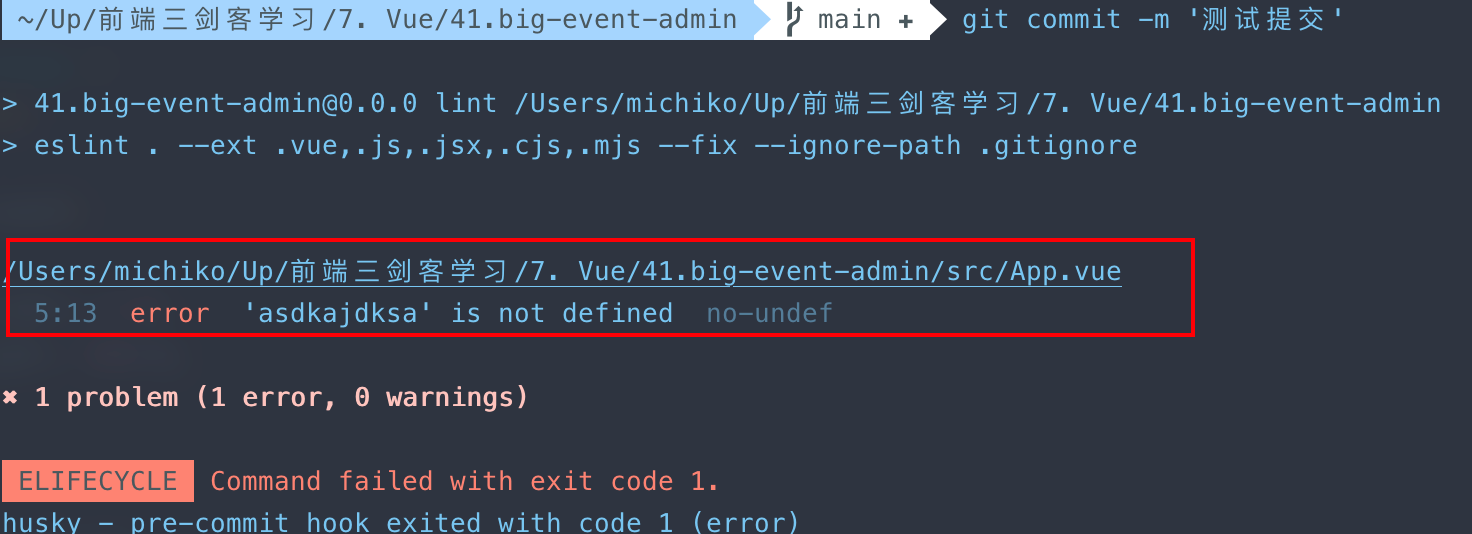 ~/Up/前端三剑客学习/7. Vue/41.big-event-admin main + git commit -m '测试提交'
> 41.big-event-admin@0.0.0 lint /Users/michiko/Up/前端三剑客学习/7. Vue/41.big-event-admin
> eslint . --ext .vue,.js,.jsx,.cjs,.mjs --fix --ignore-path .gitignore
/Users/michiko/Up/前端三剑客学习/7. Vue/41.big-event-admin/src/App.vue
5:13 error 'asdkajdksa' is not defined no-undef
✖ 1 problem (1 error, 0 warnings)
ELIFECYCLE Command failed with exit code 1.
husky - pre-commit hook exited with code 1 (error)